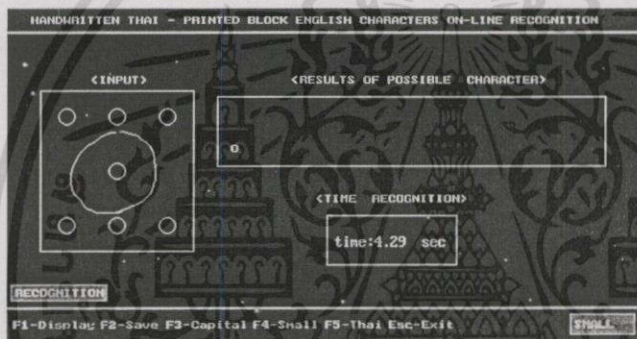 HANDWRITTEN THAI - PRINTED BLOCK ENGLISH CHARACTERS ON-LINE RECOGNITION
<INPUT>
<RESULTS OF POSSIBLE CHARACTER>
o
<TIME RECOGNITION>
time:4.29 sec
RECOGNITION
F1-Display F2-Save F3-Capital F4-Small F5-Thai Esc-Exit
SMALL